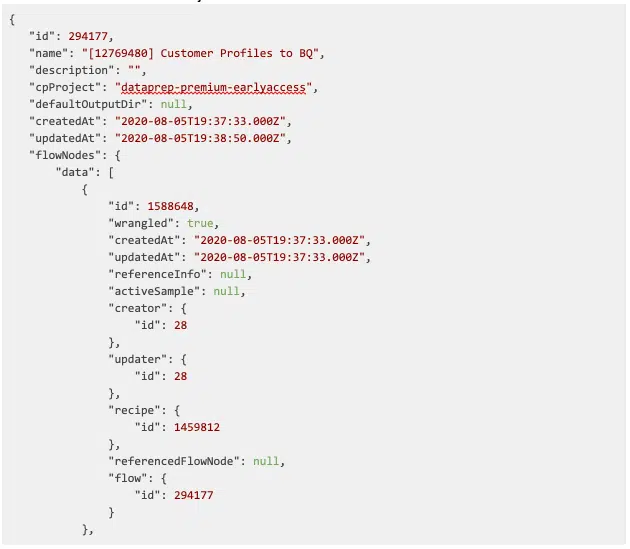 {
"id": 294177,
"name": "[12769480] Customer Profiles to BQ",
"description": "",
"cpProject": "dataprep-premium-earlyaccess",
"defaultOutputDir": null,
"createdAt": "2020-08-05T19:37:33.000Z",
"updatedAt": "2020-08-05T19:38:50.000Z",
"flowNodes": {
"data": [
{
"id": 1588648,
"wrangled": true,
"createdAt": "2020-08-05T19:37:33.000Z",
"updatedAt": "2020-08-05T19:37:33.000Z",
"referenceInfo": null,
"activeSample": null,
"creator": {
"id": 28
},
"updater": {
"id": 28
},
"recipe": {
"id": 1459812
},
"referencedFlowNode": null,
"flow": {
"id": 294177
}
},